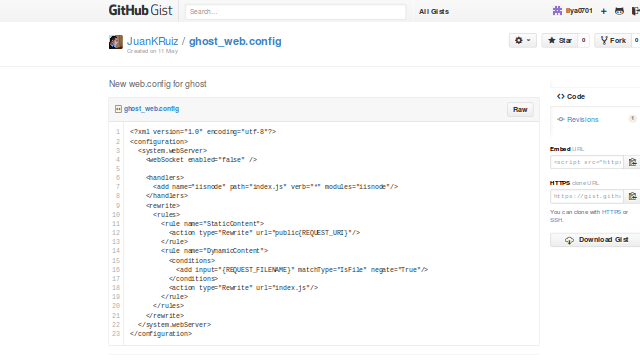 GitHub Gist
Search...
All Gists
ilya0701
JuanKRuiz / ghost_web.config
Created on 11 May
Star 0
Fork 0
New web.config for ghost
ghost_web.config
Raw
1 <?xml version="1.0" encoding="utf-8"?>
2 <configuration>
3 <system.webServer>
4 <webSocket enabled="false" />
5
6 <handlers>
7 <add name="iisnode" path="index.js" verb="*" modules="iisnode"/>
8 </handlers>
9 <rewrite>
10 <rules>
11 <rule name="StaticContent">
12 <action type="Rewrite" url="public{REQUEST_URI}"/>
13 </rule>
14 <rule name="DynamicContent">
15 <conditions>
16 <add input="{REQUEST_FILENAME}" matchType="IsFile" negate="True"/>
17 </conditions>
18 <action type="Rewrite" url="index.js"/>
19 </rule>
20 </rules>
21 </rewrite>
22 </system.webServer>
23 </configuration>
Code
Revisions 1
Embed URL
<script src="https
HTTPS clone URL
https://gist.githu
You can clone with HTTPS or
SSH.
Download Gist